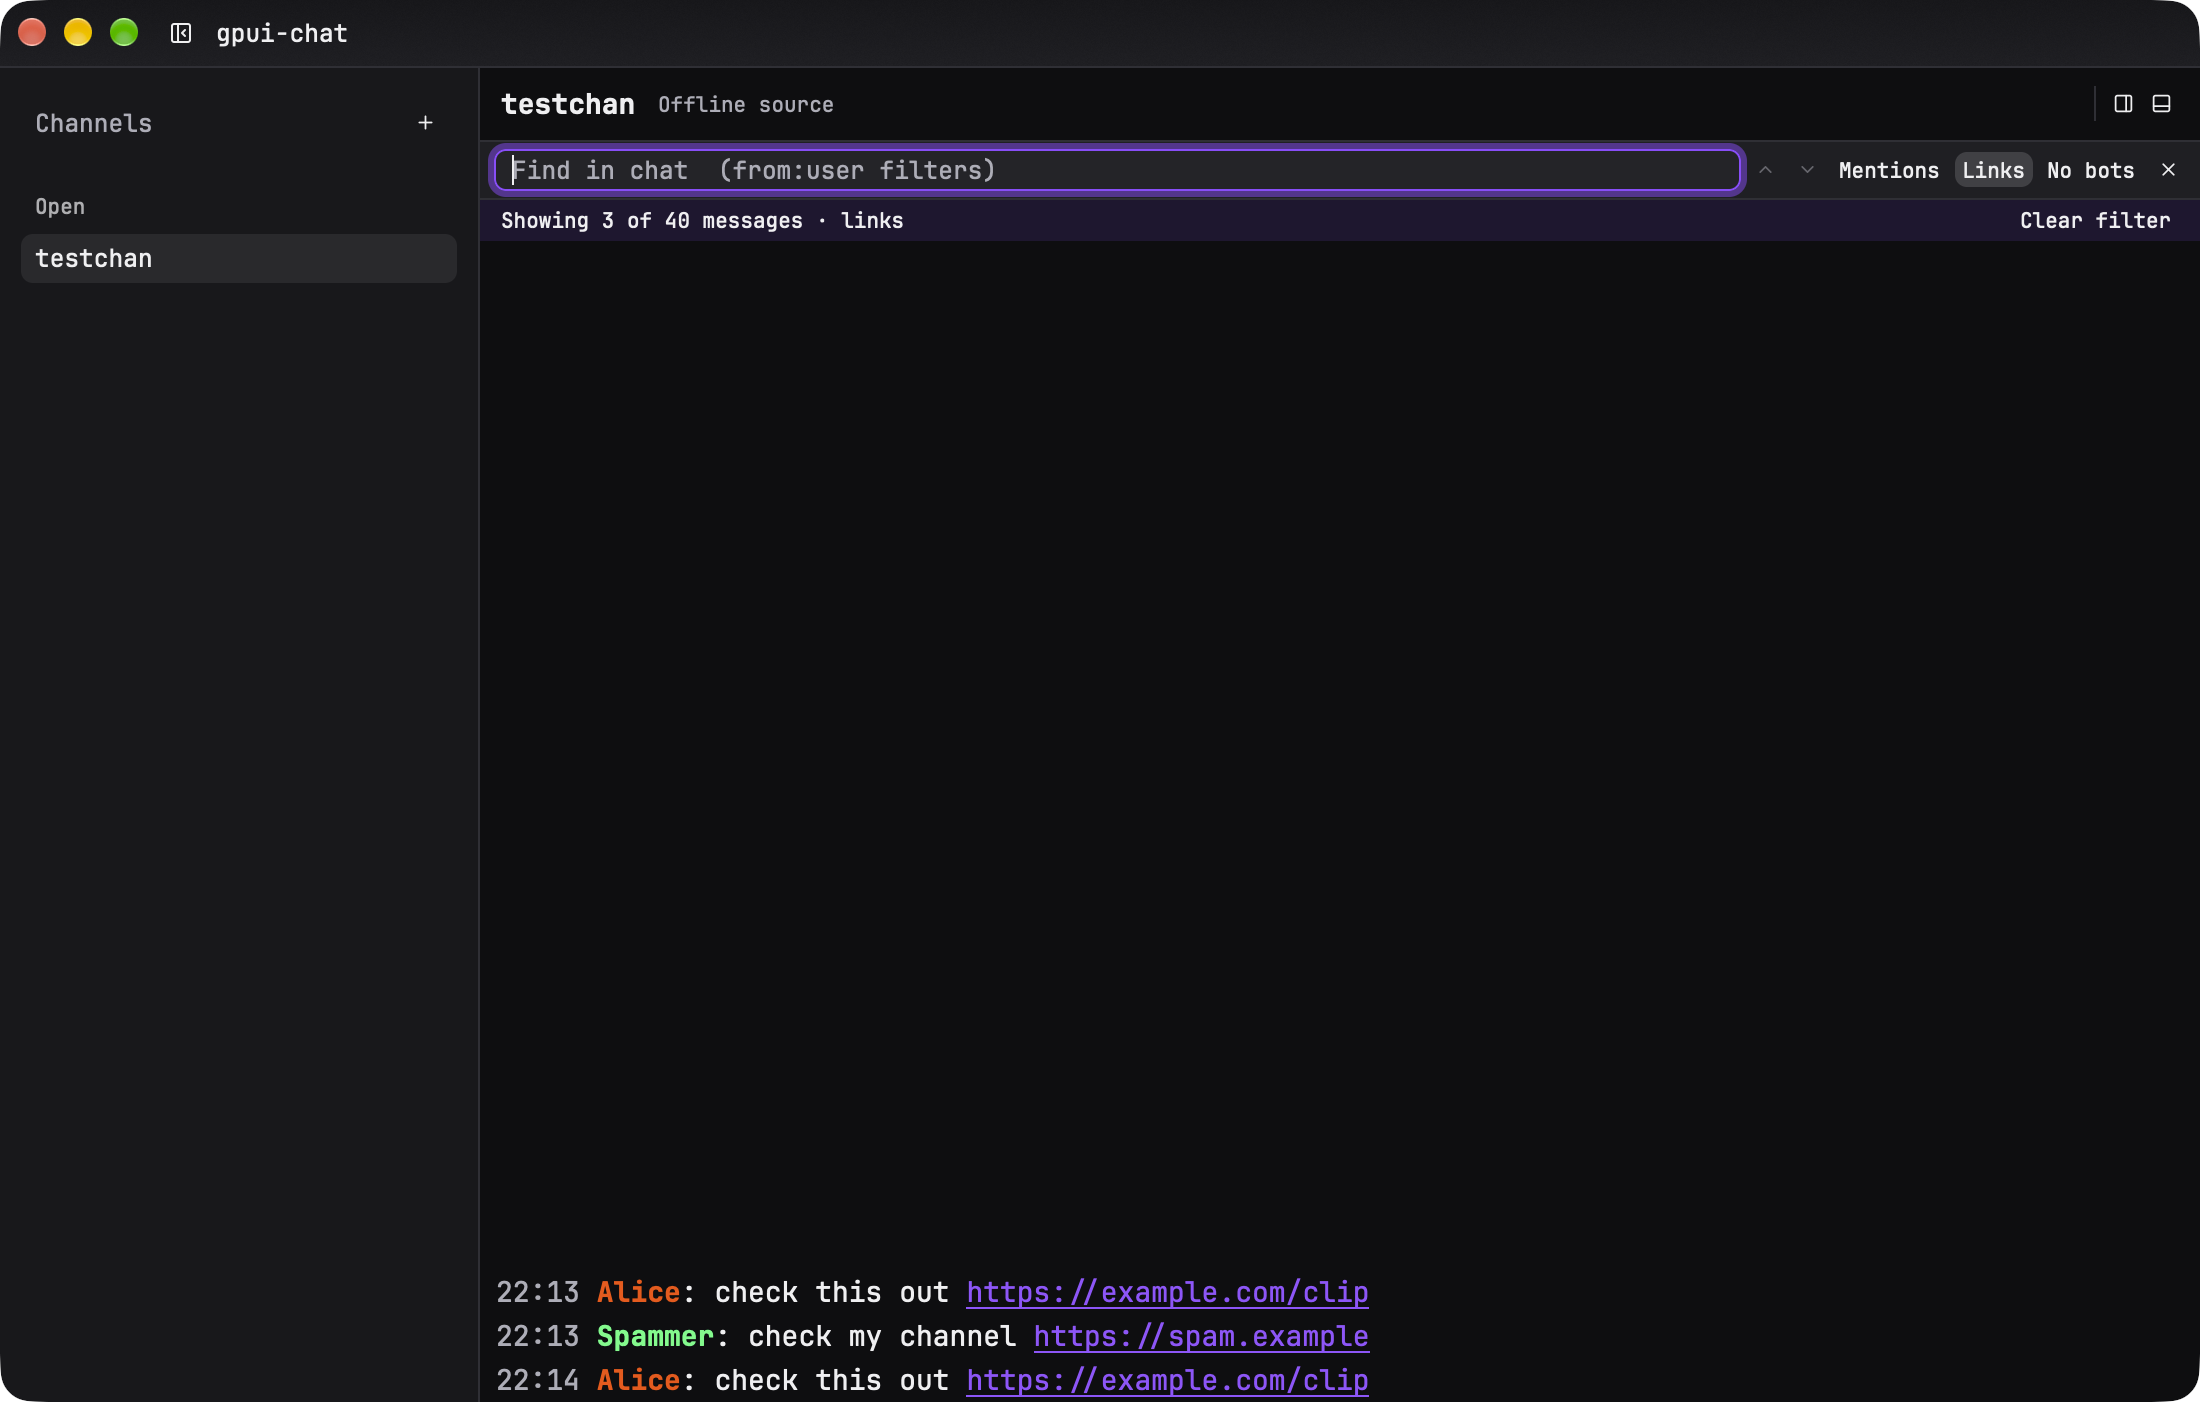 gpui-chat
Channels +
Open
testchan
testchan Offline source
Find in chat (from:user filters) Mentions Links No bots ×
Showing 3 of 40 messages · links Clear filter
22:13 Alice: check this out https://example.com/clip
22:13 Spammer: check my channel https://spam.example
22:14 Alice: check this out https://example.com/clip